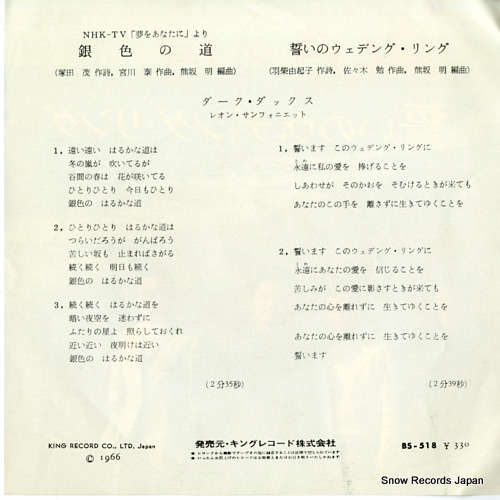 NHK-TV「夢をあなたに」より
銀色の道
(塚田 茂 作詩, 宮川 泰 作曲, 熊坂 明 編曲)
誓いのウェデング・リング
(羽柴由起子 作詩, 佐々木 勉 作曲, 熊坂 明 編曲)
ダーク・ダックス
レオン・サンフォニエット
1, 遠い遠い はるかな道は
冬の嵐が 吹いてるが
谷間の春は 花が咲いてる
ひとりひとり 今日もひとり
銀色の はるかな道
2, ひとりひとり はるかな道は
つらいだろうが がんばろう
苦しい坂も 止まればさがる
続く続く 明日も続く
銀色の はるかな道
3, 続く続く はるかな道を
暗い夜空を 迷わずに
ふたりの星よ 照らしておくれ
近い近い 夜明けは近い
銀色の はるかな道
(2分35秒)
1, 誓います このウェデング・リングに
とわ
永遠に私の愛を 捧げることを
しあわせが そのかおを そむけるときが来ても
あなたのこの手を 離さずに生きてゆくことを
2, 誓います このウェデング・リングに
とわ
永遠にあなたの愛を 信じることを
苦しみが この愛に影さすときが来ても
あなたの心を離れずに 生きてゆくことを
あなたの心を離れずに 生きてゆくことを
誓います
(2分39秒)
KING RECORD CO., LTD, Japan
Ⓒ 1966
発売元・キングレコード株式会社
BS-518 ¥ 330
Snow Records Japan